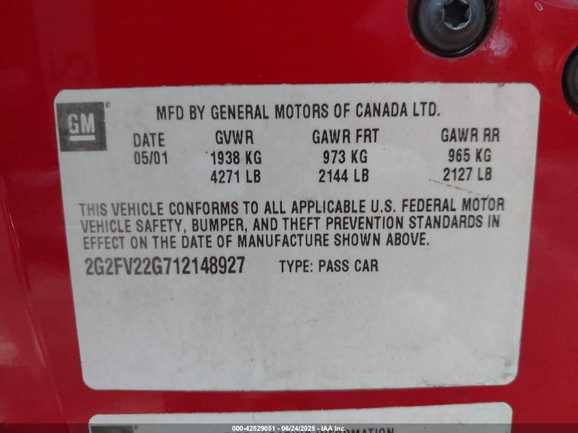 GM
MFD BY GENERAL MOTORS OF CANADA LTD.
DATE GVWR GAWR FRT GAWR RR
05/01 1938 KG 973 KG 965 KG
4271 LB 2144 LB 2127 LB
THIS VEHICLE CONFORMS TO ALL APPLICABLE U.S. FEDERAL MOTOR
VEHICLE SAFETY, BUMPER, AND THEFT PREVENTION STANDARDS IN
EFFECT ON THE DATE OF MANUFACTURE SHOWN ABOVE.
2G2FV22G712148927 TYPE: PASS CAR
000-42529051 - 06/24/2025 - IAA Inc.